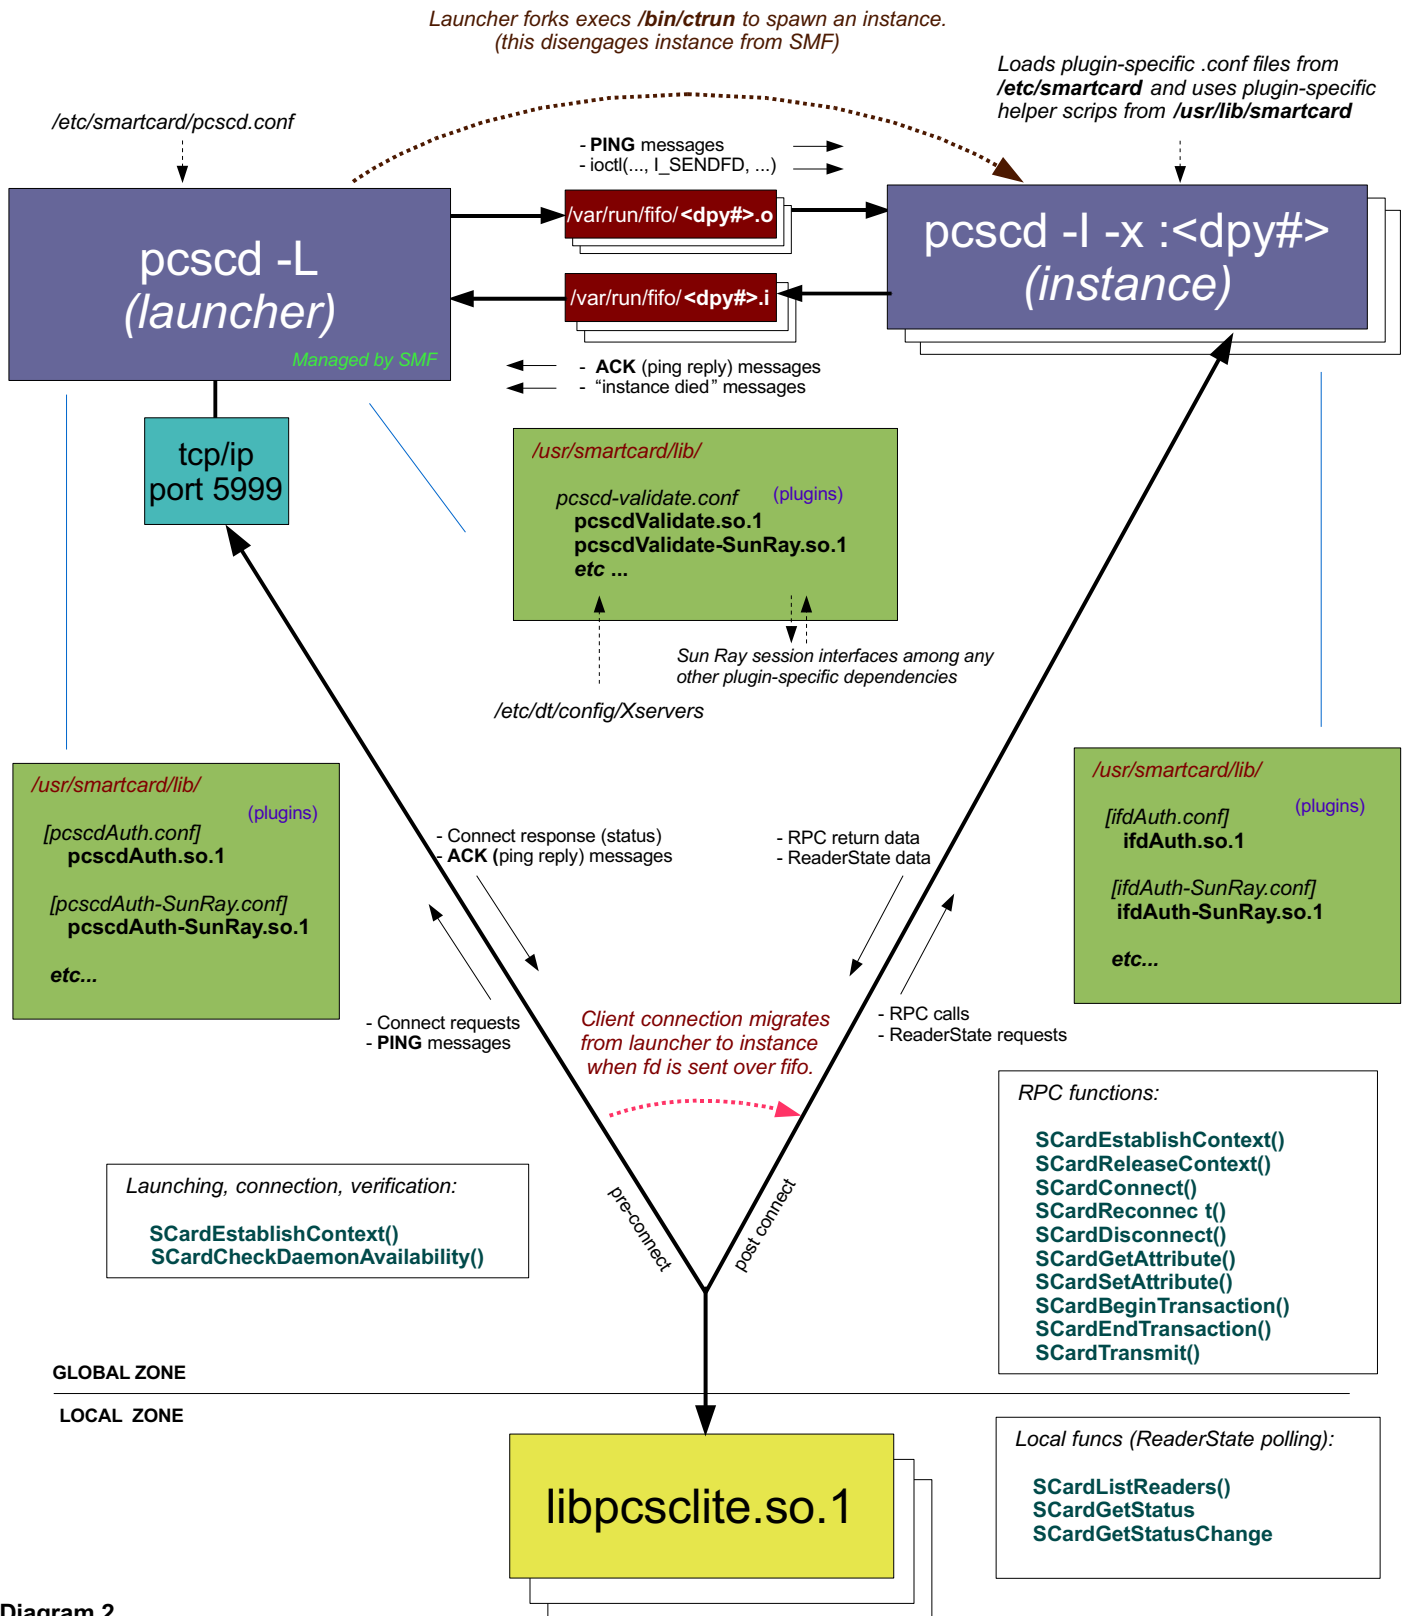 Launcher forks execs /bin/ctrun to spawn an instance.
(this disengages instance from SMF)
Loads plugin-specific .conf files from
/etc/smartcard and uses plugin-specific
helper scrips from /usr/lib/smartcard
/etc/smartcard/pcscd.conf
- PING messages
- ioctl(..., I_SENDFD, ...)
pcscd -L
(launcher)
Managed by SMF
/var/run/fifo/<dpy#>.o
/var/run/fifo/<dpy#>.i
pcscd -I -x :<dpy#>
(instance)
- ACK (ping reply) messages
- “instance died” messages
tcp/ip
port 5999
/usr/smartcard/lib/
pcscd-validate.conf (plugins)
pcscdValidate.so.1
pcscdValidate-SunRay.so.1
etc ...
Sun Ray session interfaces among any
other plugin-specific dependencies
/etc/dt/config/Xservers
/usr/smartcard/lib/
(plugins)
[pcscdAuth.conf]
pcscdAuth.so.1
[pcscdAuth-SunRay.conf]
pcscdAuth-SunRay.so.1
etc...
- Connect response (status)
- ACK (ping reply) messages
- RPC return data
- ReaderState data
/usr/smartcard/lib/
(plugins)
[ifdAuth.conf]
ifdAuth.so.1
[ifdAuth-SunRay.conf]
ifdAuth-SunRay.so.1
etc...
- Connect requests
- PING messages
Client connection migrates
from launcher to instance
when fd is sent over fifo.
- RPC calls
- ReaderState requests
RPC functions:
SCardEstablishContext()
SCardReleaseContext()
SCardConnect()
SCardReconnec t()
SCardDisconnect()
SCardGetAttribute()
SCardSetAttribute()
SCardBeginTransaction()
SCardEndTransaction()
SCardTransmit()
Launching, connection, verification:
SCardEstablishContext()
SCardCheckDaemonAvailability()
pre-connect
post connect
GLOBAL ZONE
LOCAL ZONE
libpcsclite.so.1
Local funcs (ReaderState polling):
SCardListReaders()
SCardGetStatus
SCardGetStatusChange
Diagram 2